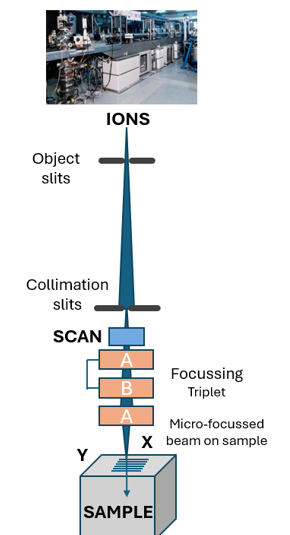 IONS
Object
slits
Collimation
slits
SCAN
A
B
A
Focussing
Triplet
Micro-focussed
beam on sample
X
Y
SAMPLE